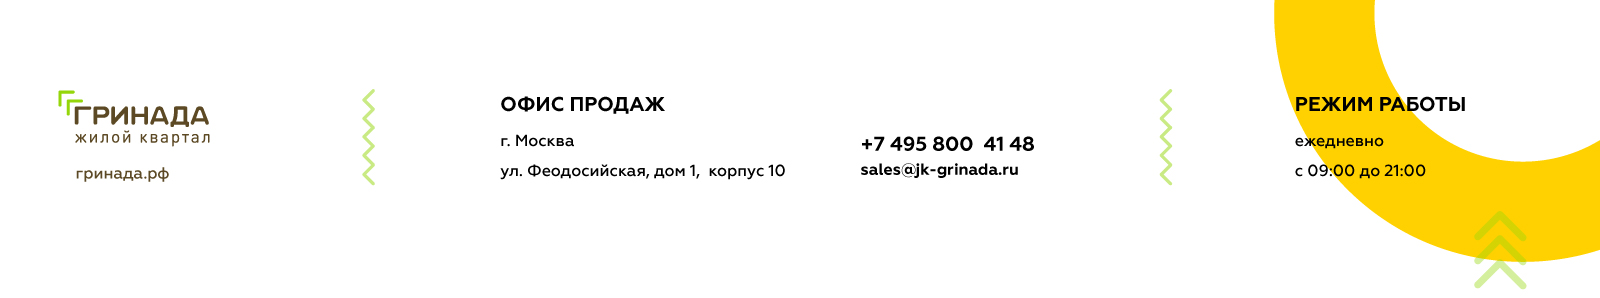 ГРИНАДА
жилой квартал
гринада.рф
ОФИС ПРОДАЖ
г. Москва
ул. Феодосийская, дом 1, корпус 10
+7 495 800 41 48
sales@jk-grinada.ru
РЕЖИМ РАБОТЫ
ежедневно
с 09:00 до 21:00